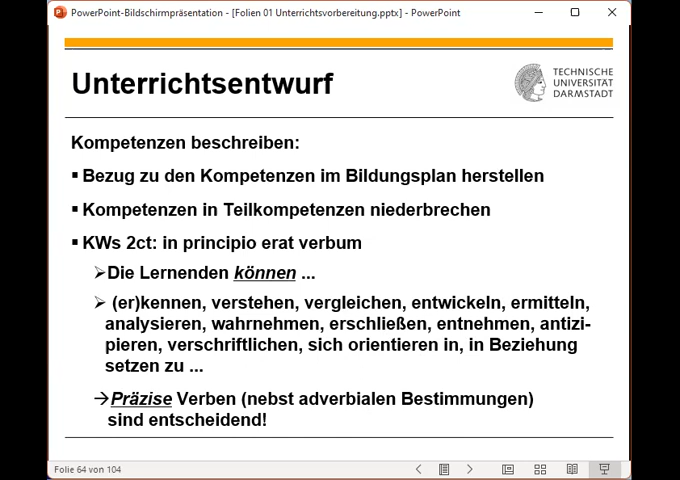 PowerPoint-Bildschirmpräsentation - [Folien 01 Unterrichtsvorbereitung.pptx] - PowerPoint
Unterrichtsentwurf
TECHNISCHE
UNIVERSITÄT
DARMSTADT
Kompetenzen beschreiben:
▪ Bezug zu den Kompetenzen im Bildungsplan herstellen
▪ Kompetenzen in Teilkompetenzen niederbrechen
▪ KWs 2ct: in principio erat verbum
➢Die Lernenden können ...
➢ (er)kennen, verstehen, vergleichen, entwickeln, ermitteln,
analysieren, wahrnehmen, erschließen, entnehmen, antizi-
pieren, verschriftlichen, sich orientieren in, in Beziehung
setzen zu ...
→Präzise Verben (nebst adverbialen Bestimmungen)
sind entscheidend!
Folie 64 von 104